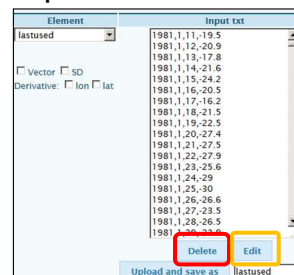 Element
Input txt
lastused
Vector SD
Derivative: lon lat
1981,1,11,-19.5
1981,1,12,-20.9
1981,1,13,-17.8
1981,1,14,-21.6
1981,1,15,-24.2
1981,1,16,-20.5
1981,1,17,-16.2
1981,1,18,-21.5
1981,1,19,-22.5
1981,1,20,-27.4
1981,1,21,-27.5
1981,1,22,-27.9
1981,1,23,-25.6
1981,1,24,-29
1981,1,25,-30
1981,1,26,-26.6
1981,1,27,-23.5
1981,1,28,-26.5
Delete Edit
Upload and save as lastused